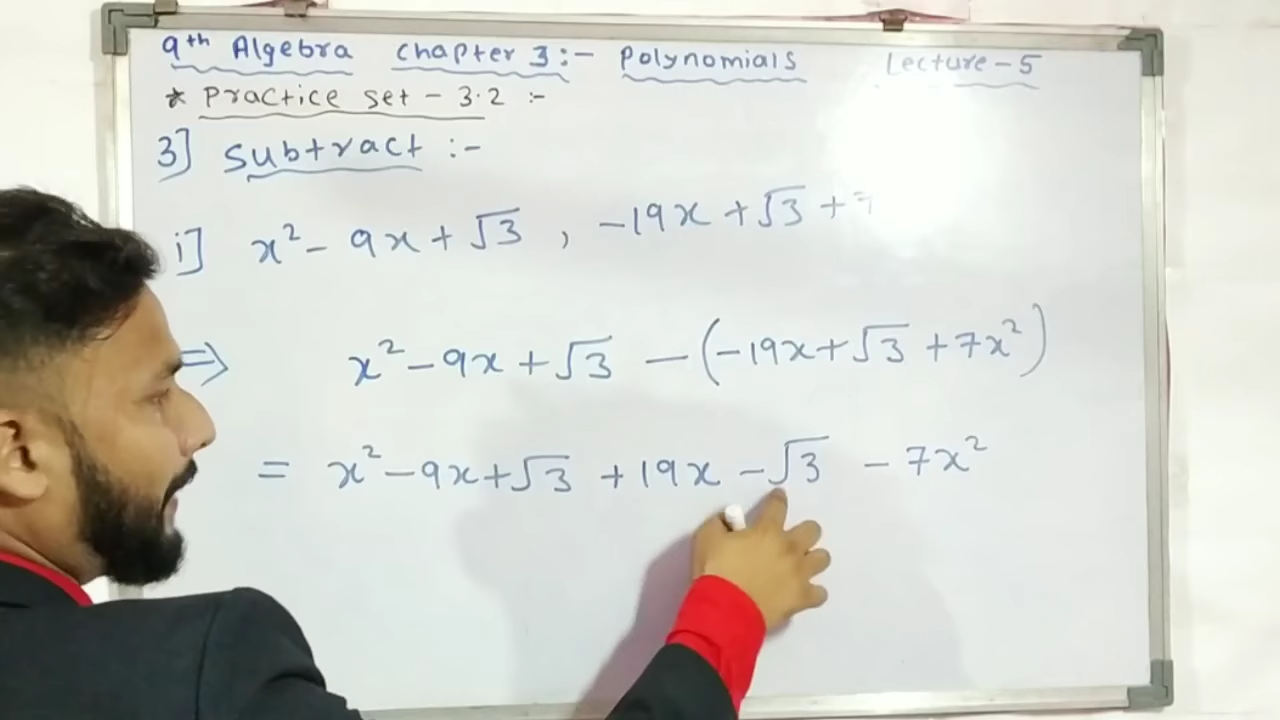 9th Algebra Chapter 3:- Polynomials Lecture-5
* Practice set - 3.2 :-
3] Subtract :-
i] x² - 9x + √3 , -19x + √3 +
⇒ x² - 9x + √3 - (-19x + √3 + 7x²)
= x² - 9x + √3 + 19x - √3 - 7x²